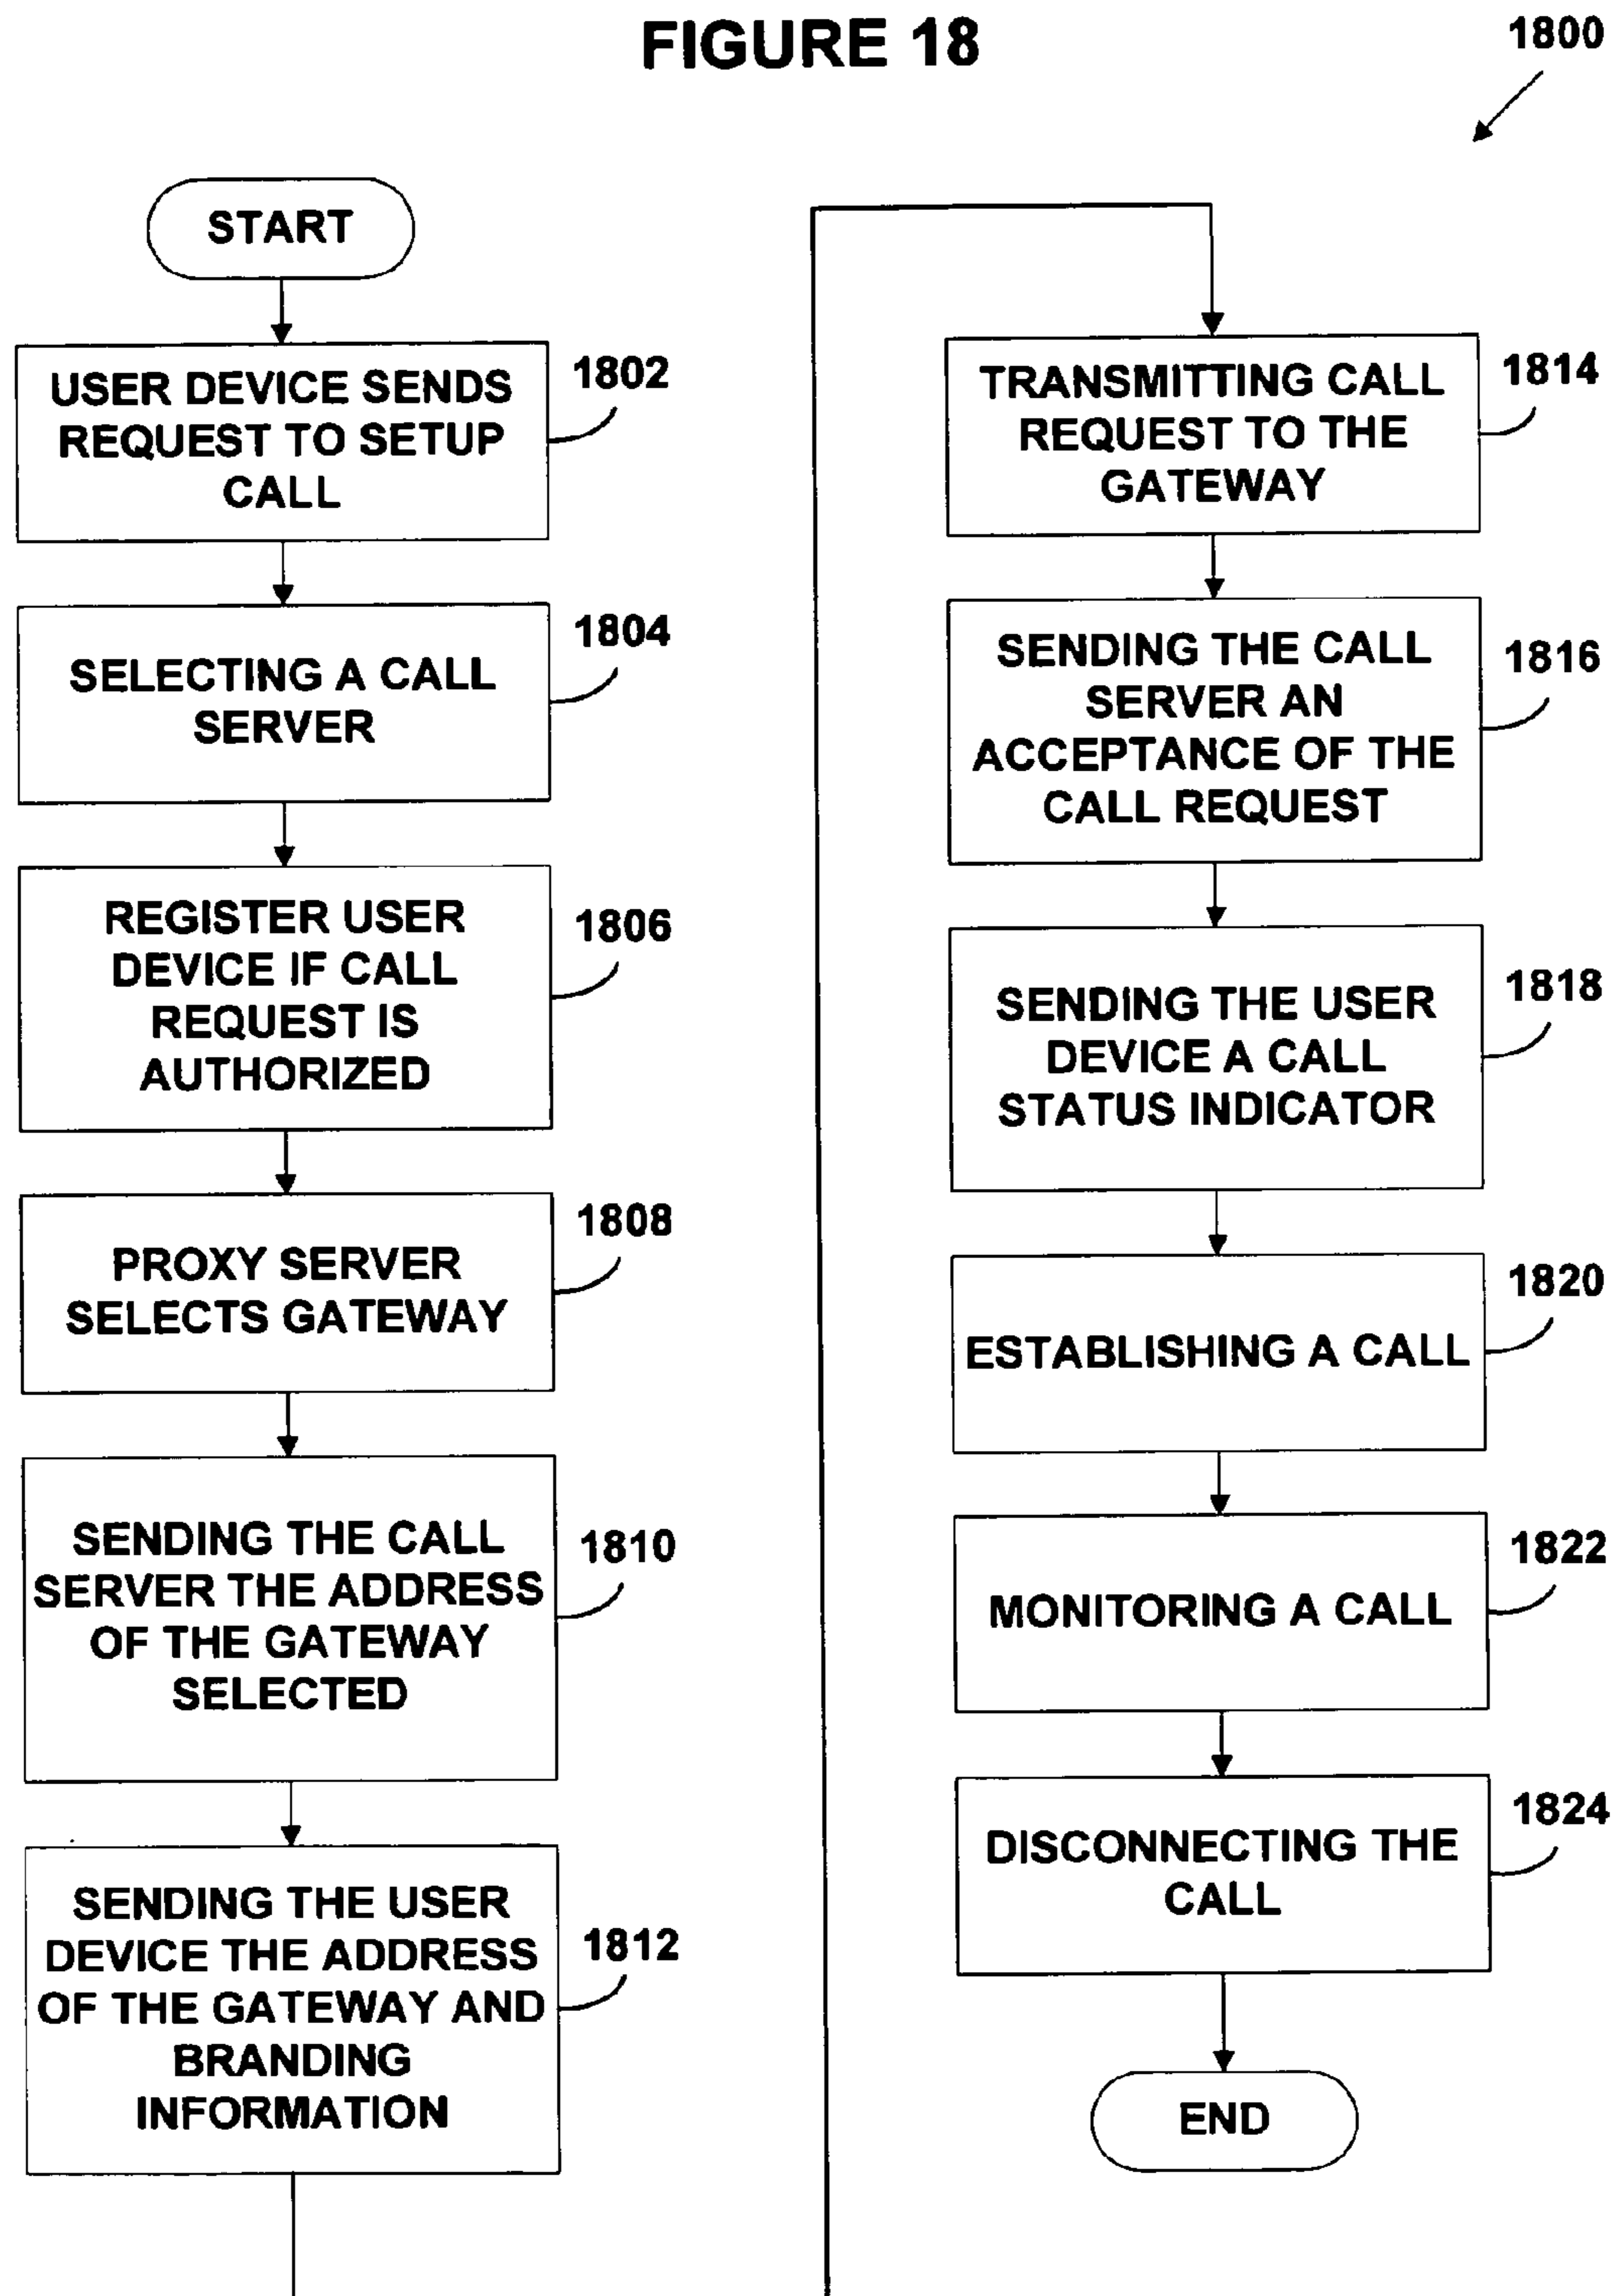 FIGURE 18
1800
START
USER DEVICE SENDS
REQUEST TO SETUP
CALL
1802
SELECTING A CALL
SERVER
1804
REGISTER USER
DEVICE IF CALL
REQUEST IS
AUTHORIZED
1806
PROXY SERVER
SELECTS GATEWAY
1808
SENDING THE CALL
SERVER THE ADDRESS
OF THE GATEWAY
SELECTED
1810
SENDING THE USER
DEVICE THE ADDRESS
OF THE GATEWAY AND
BRANDING
INFORMATION
1812
TRANSMITTING CALL
REQUEST TO THE
GATEWAY
1814
SENDING THE CALL
SERVER AN
ACCEPTANCE OF THE
CALL REQUEST
1816
SENDING THE USER
DEVICE A CALL
STATUS INDICATOR
1818
ESTABLISHING A CALL
1820
MONITORING A CALL
1822
DISCONNECTING THE
CALL
1824
END